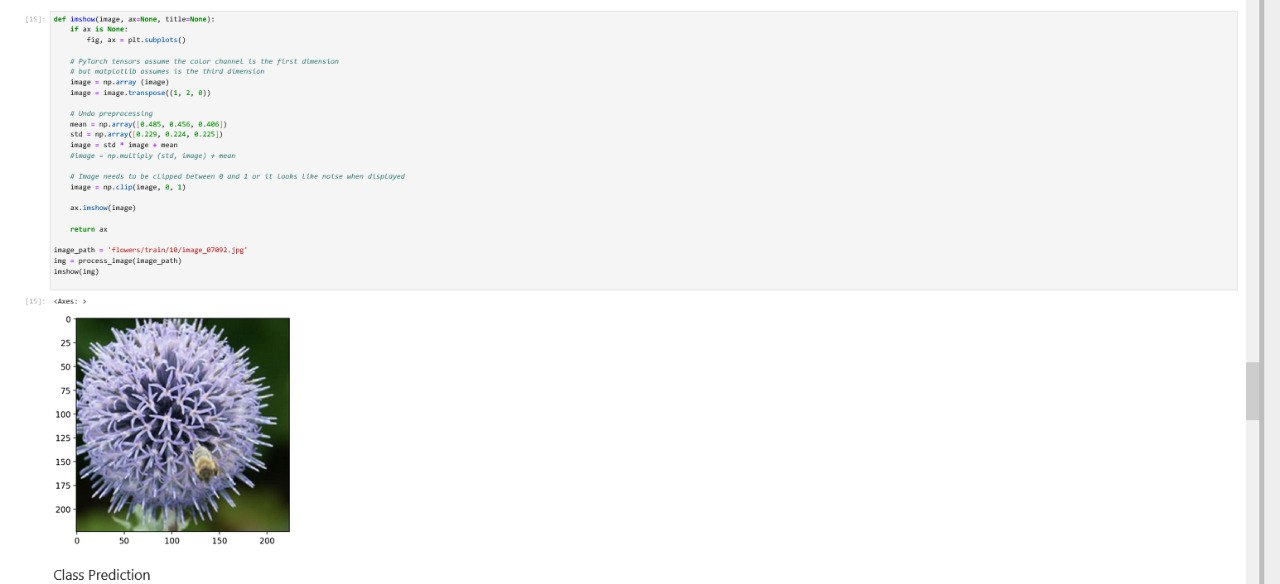 [15]: def imshow(image, ax=None, title=None):
if ax is None:
fig, ax = plt.subplots()
# PyTorch tensors assume the color channel is the first dimension
# but matplotlib assumes is the third dimension
image = np.array (image)
image = image.transpose((1, 2, 0))
# Undo preprocessing
mean = np.array([0.485, 0.456, 0.406])
std = np.array([0.229, 0.224, 0.225])
image = std * image + mean
#image = np.multiply (std, image) + mean
# Image needs to be clipped between 0 and 1 or it looks like noise when displayed
image = np.clip(image, 0, 1)
ax.imshow(image)
return ax
image_path = 'flowers/train/10/image_07092.jpg'
img = process_image(image_path)
imshow(img)
[15]: <Axes: >
0
25
50
75
100
125
150
175
200
0 50 100 150 200
Class Prediction